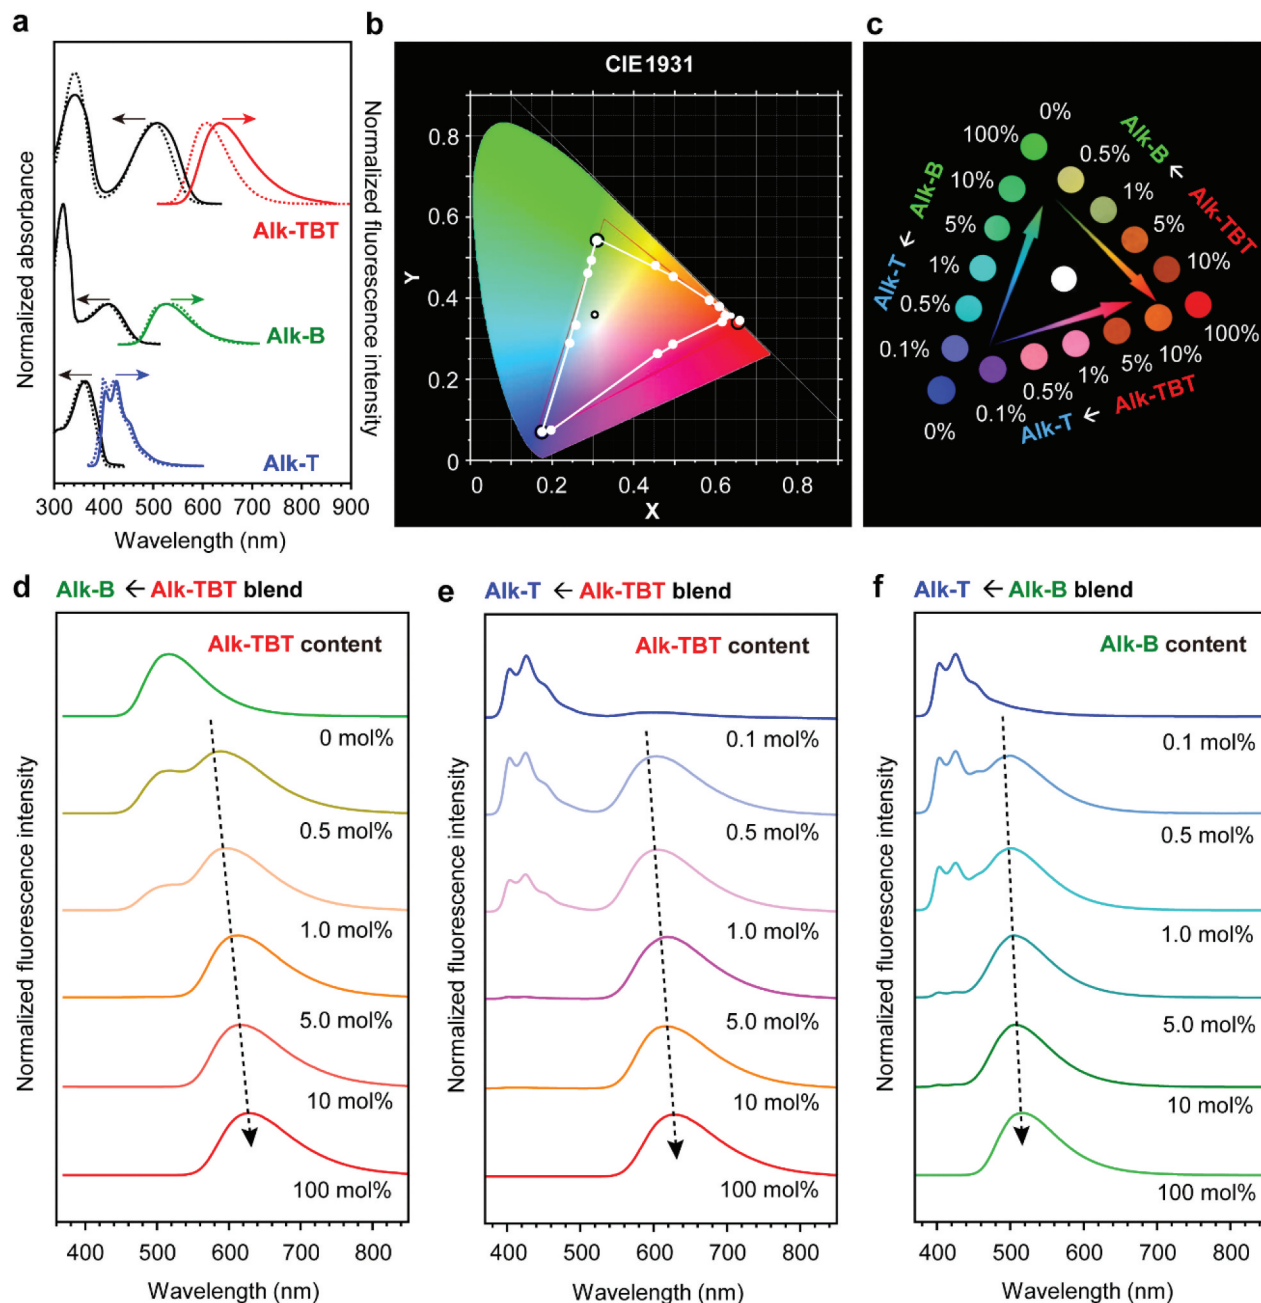 a
Normalized absorbance
Normalized fluorescence intensity
Alk-TBT
Alk-B
Alk-T
300 400 500 600 700 800 900
Wavelength (nm)
b
CIE1931
0.8
0.6
0.4
0.2
0
0 0.2 0.4 0.6 0.8
Y
X
c
0%
100%
10%
5%
1%
0.5%
0.1%
0%
Alk-T ← Alk-B
0.5%
1%
5%
10%
100%
Alk-B ← Alk-TBT
0.1%
0.5%
1%
5%
10%
Alk-T ← Alk-TBT
d Alk-B ← Alk-TBT blend
Alk-TBT content
0 mol%
0.5 mol%
1.0 mol%
5.0 mol%
10 mol%
100 mol%
Normalized fluorescence intensity
400 500 600 700 800
Wavelength (nm)
e Alk-T ← Alk-TBT blend
Alk-TBT content
0.1 mol%
0.5 mol%
1.0 mol%
5.0 mol%
10 mol%
100 mol%
Normalized fluorescence intensity
400 500 600 700 800
Wavelength (nm)
f Alk-T ← Alk-B blend
Alk-B content
0.1 mol%
0.5 mol%
1.0 mol%
5.0 mol%
10 mol%
100 mol%
Normalized fluorescence intensity
400 500 600 700 800
Wavelength (nm)